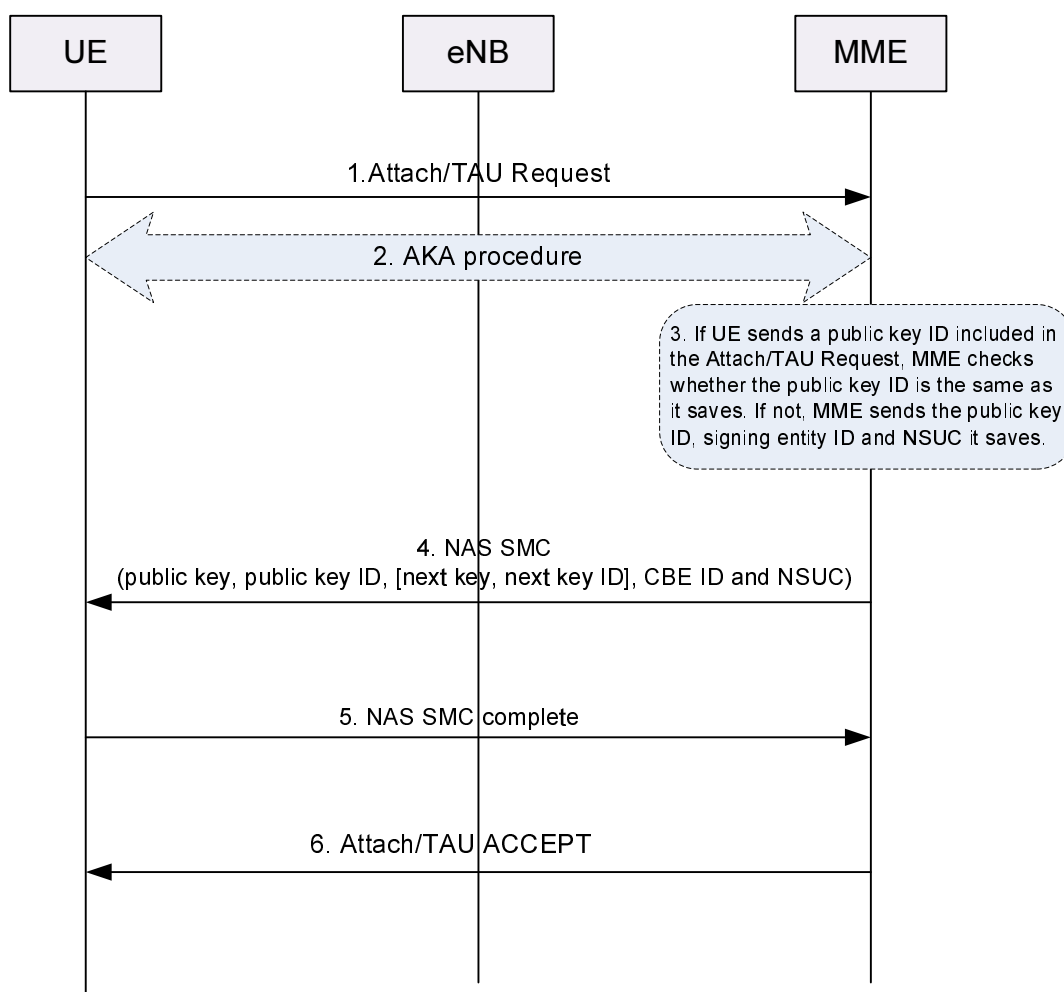 UE
eNB
MME
1.Attach/TAU Request
2. AKA procedure
3. If UE sends a public key ID included in
the Attach/TAU Request, MME checks
whether the public key ID is the same as
it saves. If not, MME sends the public key
ID, signing entity ID and NSUC it saves.
4. NAS SMC
(public key, public key ID, [next key, next key ID], CBE ID and NSUC)
5. NAS SMC complete
6. Attach/TAU ACCEPT